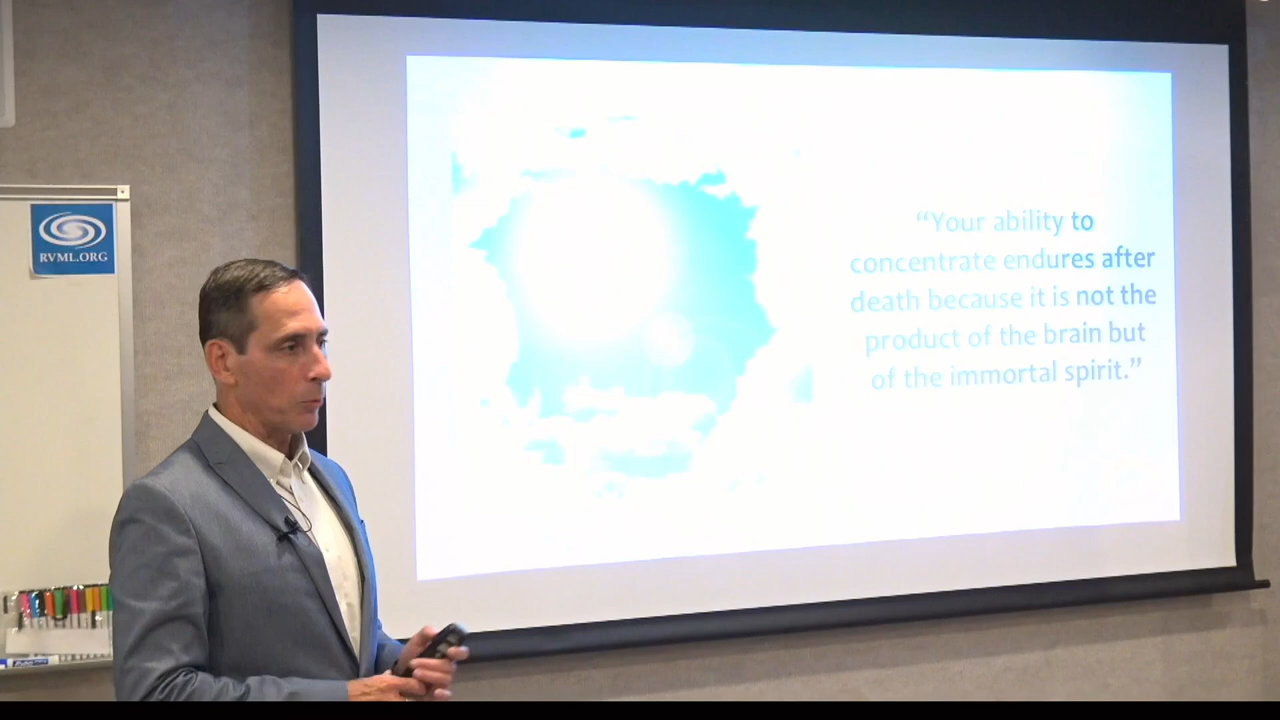 RVML.ORG
“Your ability to
concentrate endures after
death because it is not the
product of the brain but
of the immortal spirit.”